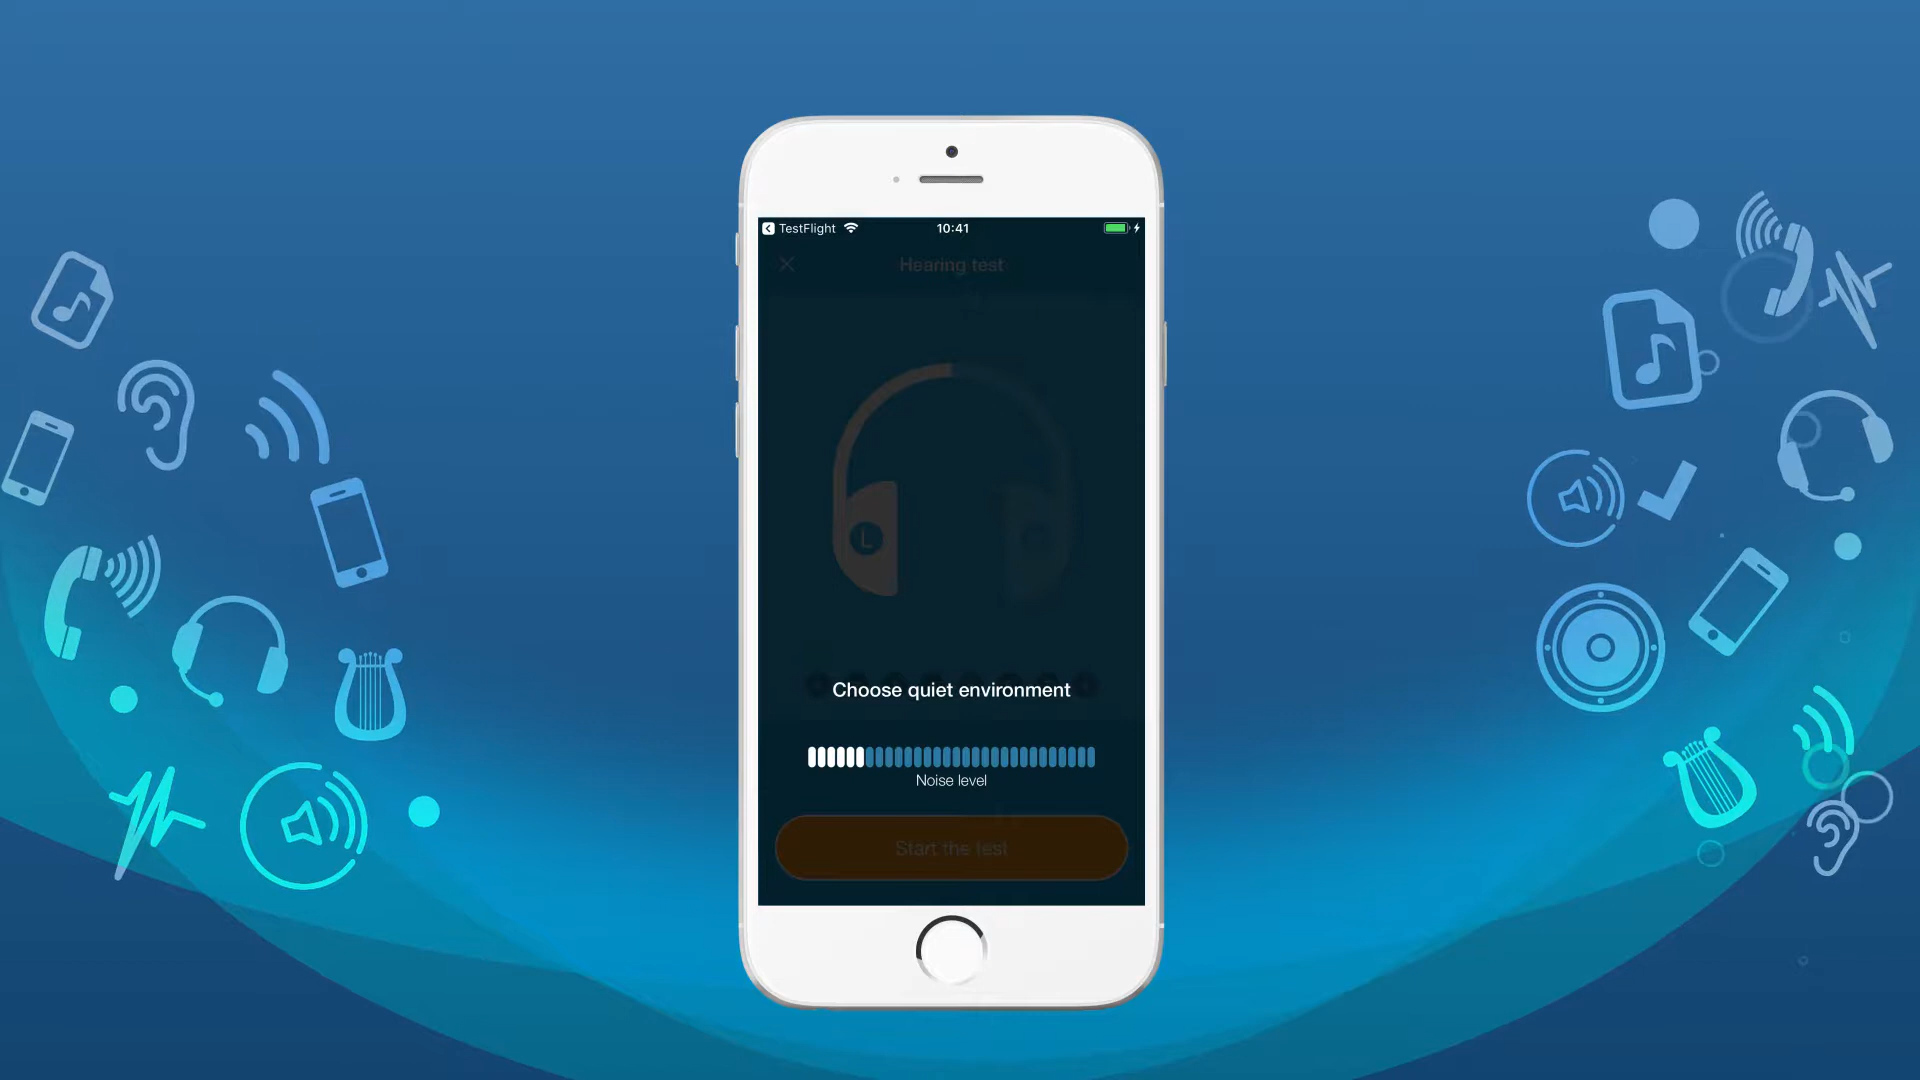 TestFlight
10:41
Hearing test
L
Choose quiet environment
Noise level
Start the test